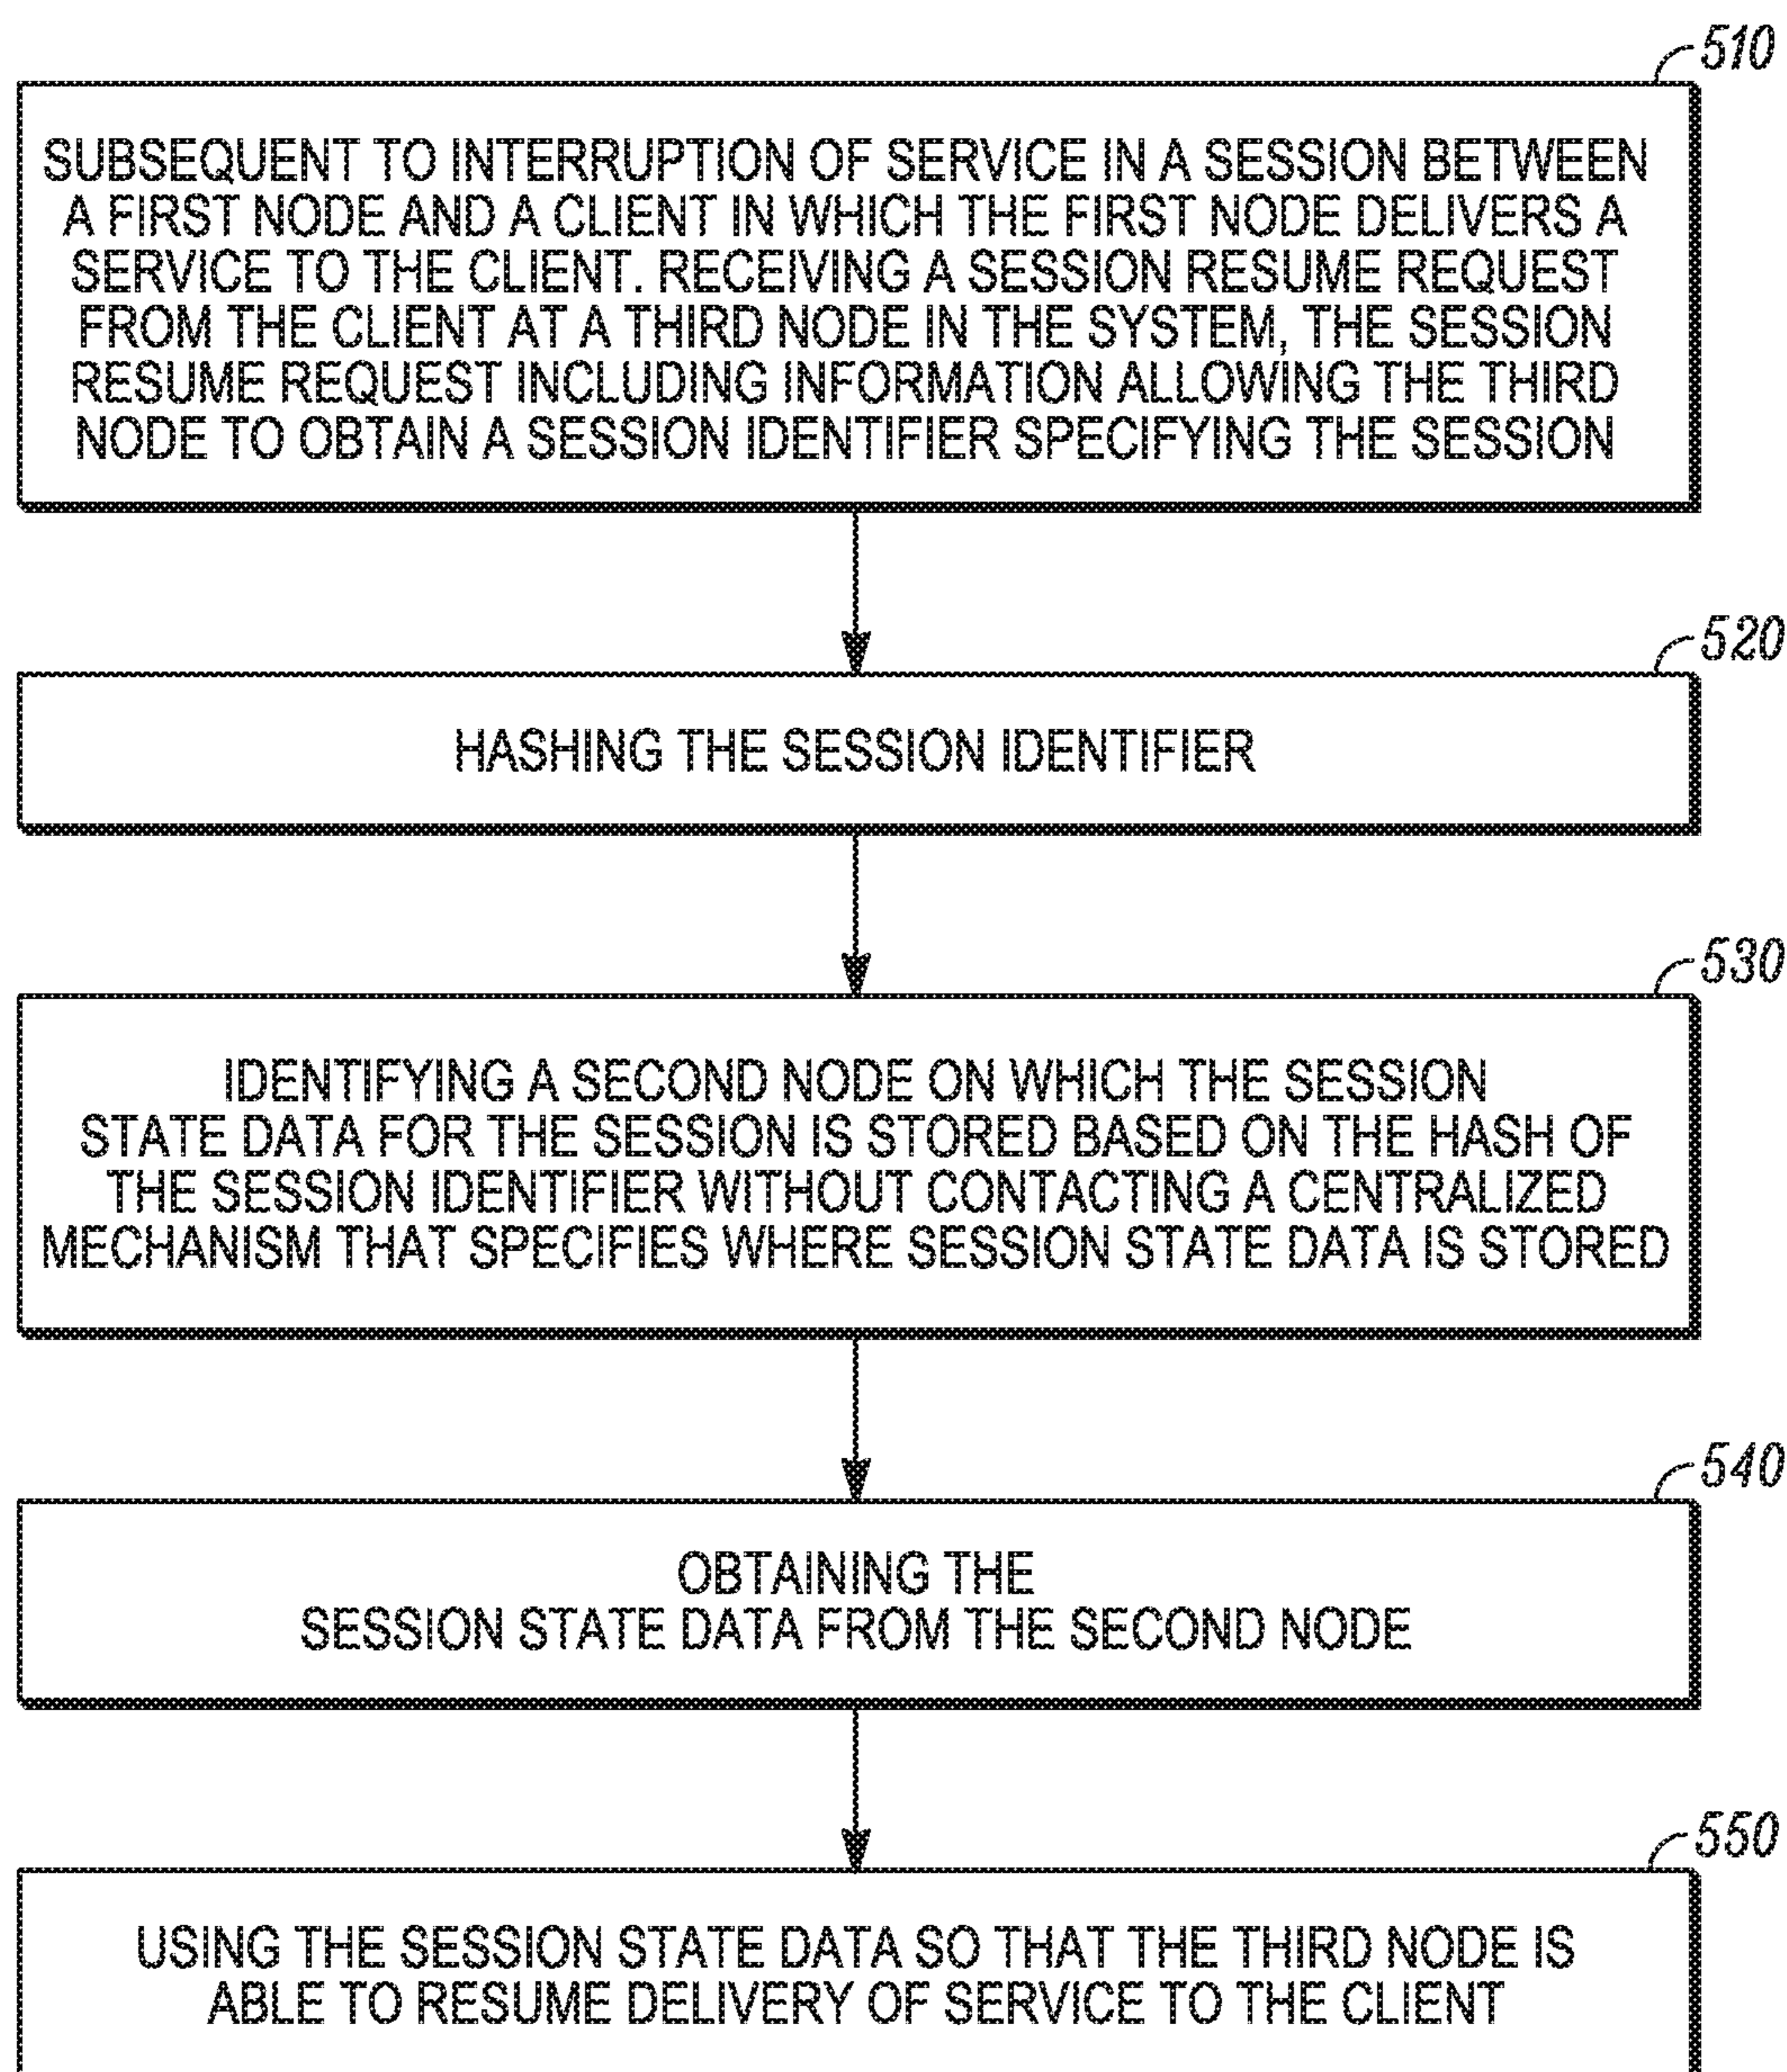 510
SUBSEQUENT TO INTERRUPTION OF SERVICE IN A SESSION BETWEEN
A FIRST NODE AND A CLIENT IN WHICH THE FIRST NODE DELIVERS A
SERVICE TO THE CLIENT. RECEIVING A SESSION RESUME REQUEST
FROM THE CLIENT AT A THIRD NODE IN THE SYSTEM, THE SESSION
RESUME REQUEST INCLUDING INFORMATION ALLOWING THE THIRD
NODE TO OBTAIN A SESSION IDENTIFIER SPECIFYING THE SESSION
520
HASHING THE SESSION IDENTIFIER
530
IDENTIFYING A SECOND NODE ON WHICH THE SESSION
STATE DATA FOR THE SESSION IS STORED BASED ON THE HASH OF
THE SESSION IDENTIFIER WITHOUT CONTACTING A CENTRALIZED
MECHANISM THAT SPECIFIES WHERE SESSION STATE DATA IS STORED
540
OBTAINING THE
SESSION STATE DATA FROM THE SECOND NODE
550
USING THE SESSION STATE DATA SO THAT THE THIRD NODE IS
ABLE TO RESUME DELIVERY OF SERVICE TO THE CLIENT